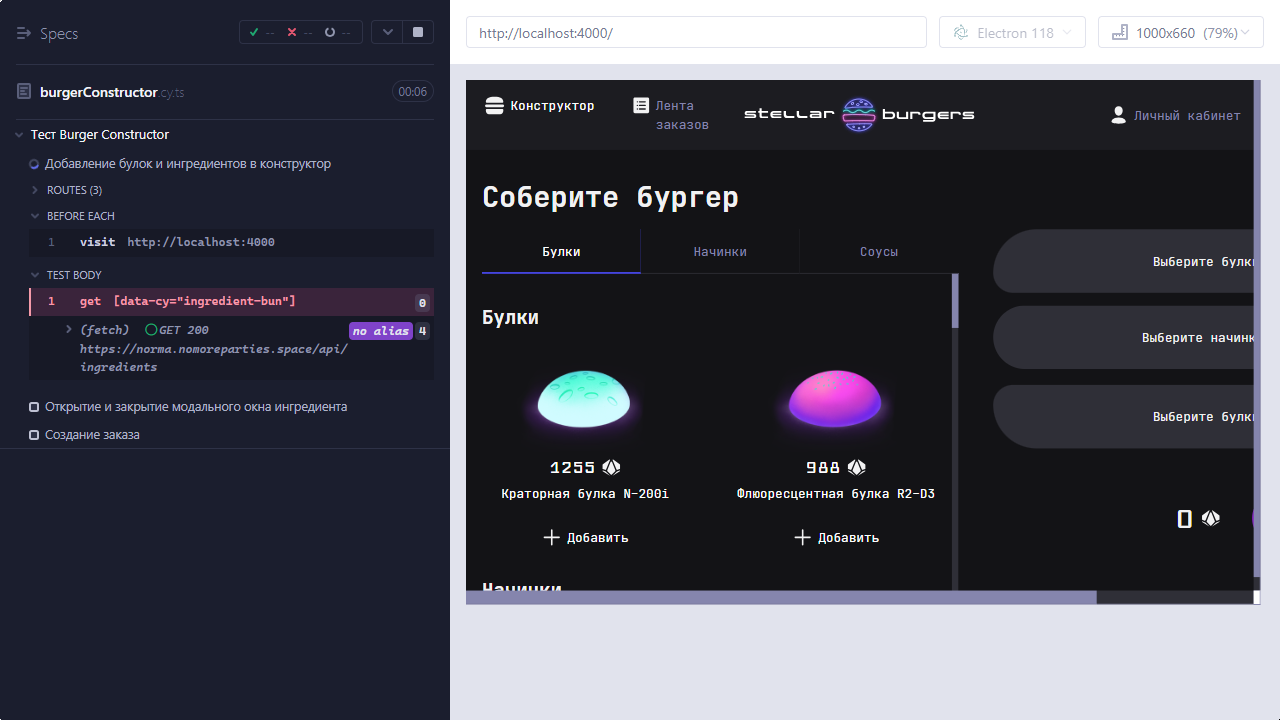 Specs
-- -- --
burgerConstructor.cy.ts 00:06
Тест Burger Constructor
Добавление булок и ингредиентов в конструктор
ROUTES (3)
BEFORE EACH
1 visit http://localhost:4000
TEST BODY
1 get [data-cy="ingredient-bun"] 0
(fetch) GET 200 no alias 4
https://norma.nomoreparties.space/api/
ingredients
Открытие и закрытие модального окна ингредиента
Создание заказа
http://localhost:4000/
Electron 118
1000x660 (79%)
Конструктор
Лента
заказов
stellar burgers
Личный кабинет
Соберите бургер
Булки Начинки Соусы
Булки
1255
Краторная булка N-200i
Добавить
988
Флюоресцентная булка R2-D3
Добавить
Начинки
Выберите булк
Выберите начинк
Выберите булк
0